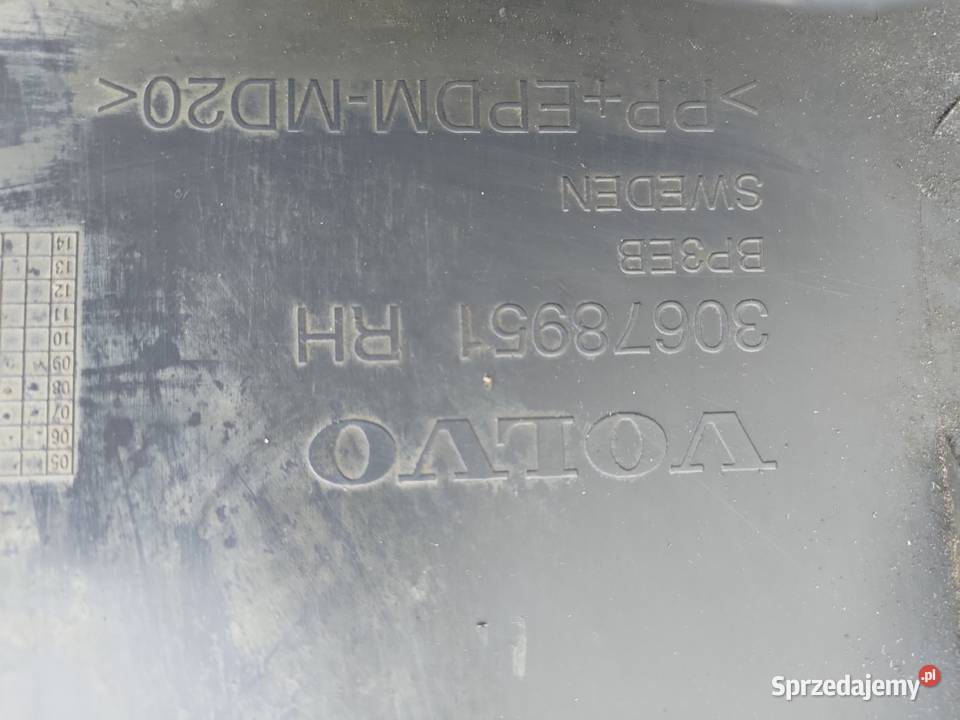 VOLVO
30678951 RH
BP3EB
SWEDEN
>PP+EPDM-MD20<
05
06
07
08
09
10
11
12
13
14
Sprzedajemy.pl